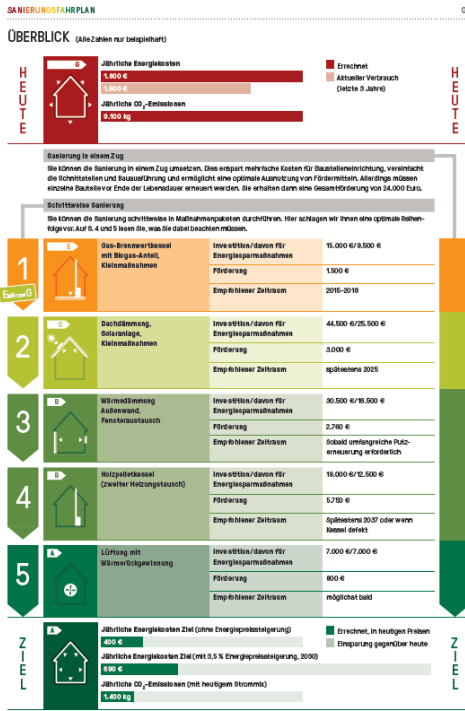 SANIERUNGSFAHRPLAN
ÜBERBLICK (Alle Zahlen nur beispielhaft)
HEUTE
G
Jährliche Energiekosten
1.800 €
1.800 €
Jährliche CO2-Emissionen
9.100 kg
Errechnet
Aktueller Verbrauch
(letzte 3 Jahre)
HEUTE
Sanierung in einem Zug
Sie können die Sanierung in einem Zug umsetzen. Dies erspart mehrfache Kosten für Baustelleneinrichtung, vereinfacht
die Schnittstellen und Bauausführung und ermöglicht eine optimale Ausnutzung von Fördermitteln. Allerdings müssen
einzelne Bauteile vor Ende der Lebensdauer erneuert werden. Sie erhalten dann eine Gesamtförderung von 24.000 Euro.
Schrittweise Sanierung
Sie können die Sanierung schrittweise in Maßnahmenpaketen durchführen. Hier schlagen wir Ihnen eine optimale Reihen-
folge vor. Auf S. 4 und 5 lesen Sie, was Sie dabei beachten müssen.
1
E
Gas-Brennwertkessel
mit Biogas-Anteil,
Kleinmaßnahmen
Investition/davon für
Energiesparmaßnahmen
15.000 €/9.500 €
Förderung
1.500 €
Empfohlener Zeitraum
2015-2016
2
C
Dachdämmung,
Solaranlage,
Kleinmaßnahmen
Investition/davon für
Energiesparmaßnahmen
44.500 €/25.500 €
Förderung
3.000 €
Empfohlener Zeitraum
spätestens 2025
3
B
Wärmedämmung
Außenwand,
Fensteraustausch
Investition/davon für
Energiesparmaßnahmen
30.500 €/18.500 €
Förderung
2.760 €
Empfohlener Zeitraum
Sobald umfangreiche Putz-
erneuerung erforderlich
4
B
Holzpelletkessel
(zweiter Heizungstausch)
Investition/davon für
Energiesparmaßnahmen
19.000 €/12.500 €
Förderung
5.750 €
Empfohlener Zeitraum
Spätestens 2037 oder wenn
Kessel defekt
5
A
Lüftung mit
Wärmerückgewinnung
Investition/davon für
Energiesparmaßnahmen
7.000 €/7.000 €
Förderung
800 €
Empfohlener Zeitraum
möglichst bald
ZIEL
A
Jährliche Energiekosten Ziel (ohne Energiepreissteigerung)
400 €
Jährliche Energiekosten Ziel (mit 3,5 % Energiepreissteigerung, 2030)
690 €
Jährliche CO2-Emissionen (mit heutigem Strommix)
1.400 kg
Errechnet, in heutigen Preisen
Einsparung gegenüber heute
ZIEL